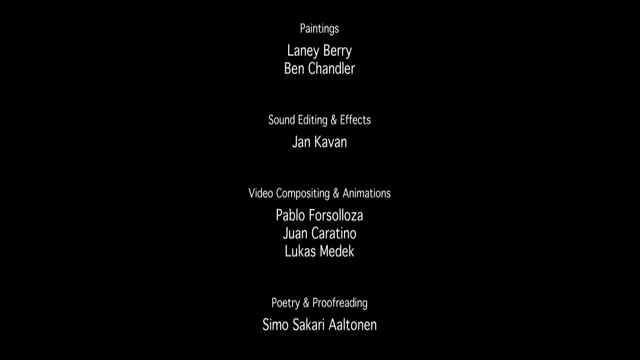 Paintings
Laney Berry
Ben Chandler
Sound Editing & Effects
Jan Kavan
Video Compositing & Animations
Pablo Forsolloza
Juan Caratino
Lukas Medek
Poetry & Proofreading
Simo Sakari Aaltonen